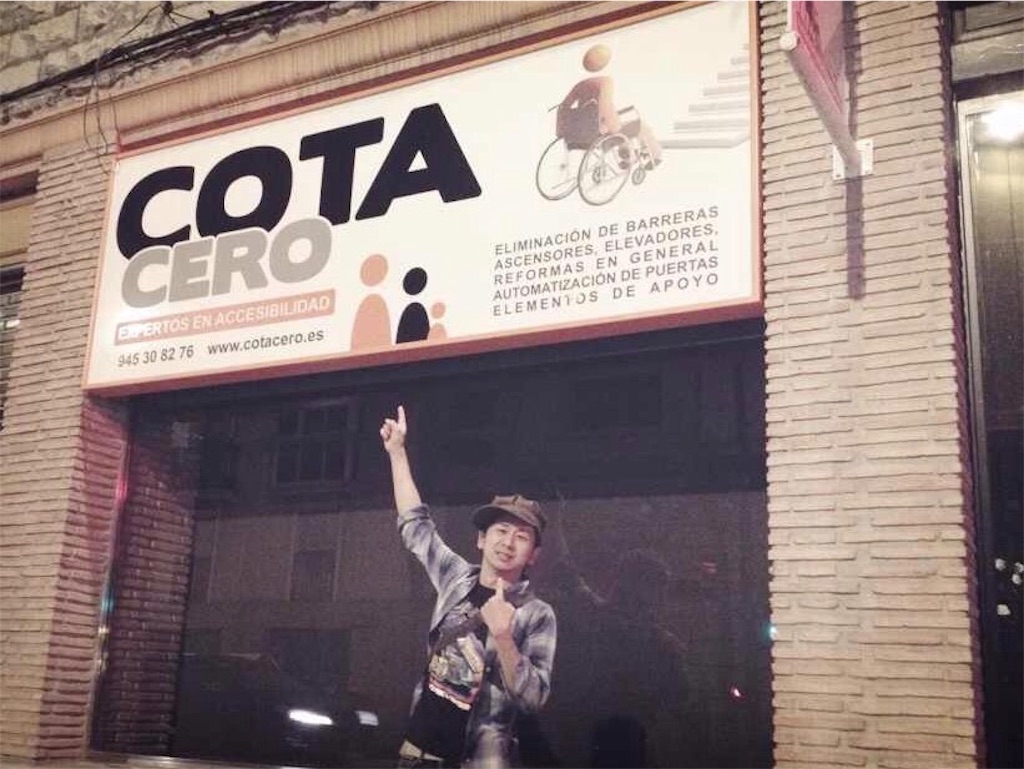 COTA
CERO
EXPERTOS EN ACCESIBILIDAD
945 30 82 76 www.cotacero.es
ELIMINACIÓN DE BARRERAS
ASCENSORES, ELEVADORES,
REFORMAS EN GENERAL
AUTOMATIZACIÓN DE PUERTAS
ELEMENTOS DE APOYO